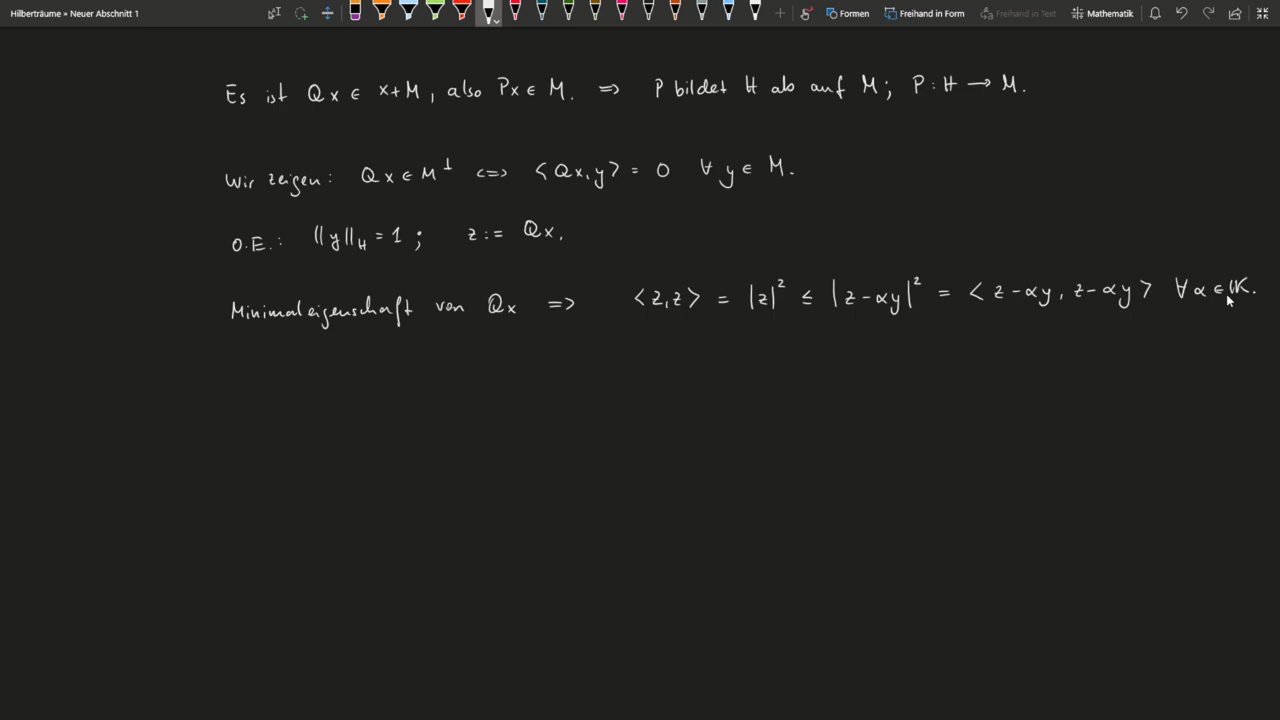 Hilberträume » Neuer Abschnitt 1 Formen Freihand in Form Freihand in Text Mathematik
Es ist Qx ∈ x+M, also Px ∈ M. ⇒ P bildet H ab auf M; P : H → M.
Wir zeigen: Qx ∈ M^⊥ ⇔ ⟨Qx,y⟩ = 0 ∀ y ∈ M.
O.E.: ‖y‖_H = 1; z := Qx.
Minimaleigenschaft von Qx ⇒ ⟨z,z⟩ = |z|² ≤ |z-αy|² = ⟨z-αy, z-αy⟩ ∀ α ∈ 𝕂.